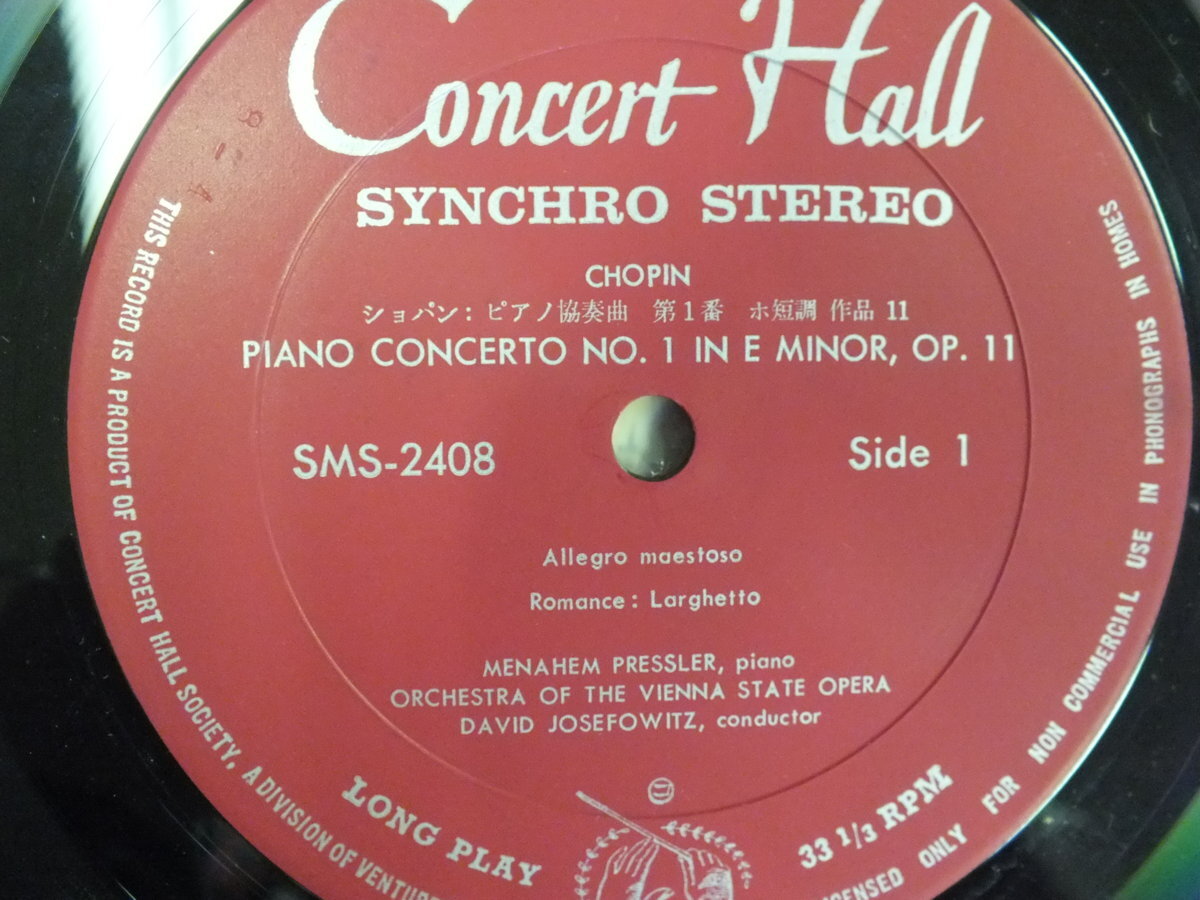 Concert Hall
SYNCHRO STEREO
CHOPIN
ショパン：ピアノ協奏曲 第1番 ホ短調 作品 11
PIANO CONCERTO NO. 1 IN E MINOR, OP. 11
SMS-2408
Side 1
Allegro maestoso
Romance: Larghetto
MENAHEM PRESSLER, piano
ORCHESTRA OF THE VIENNA STATE OPERA
DAVID JOSEFOWITZ, conductor
LONG PLAY
33 1/3 RPM
THIS RECORD IS A PRODUCT OF CONCERT HALL SOCIETY, A DIVISION OF
ONLY FOR NON COMMERCIAL USE IN PHONOGRAPHS IN HOMES